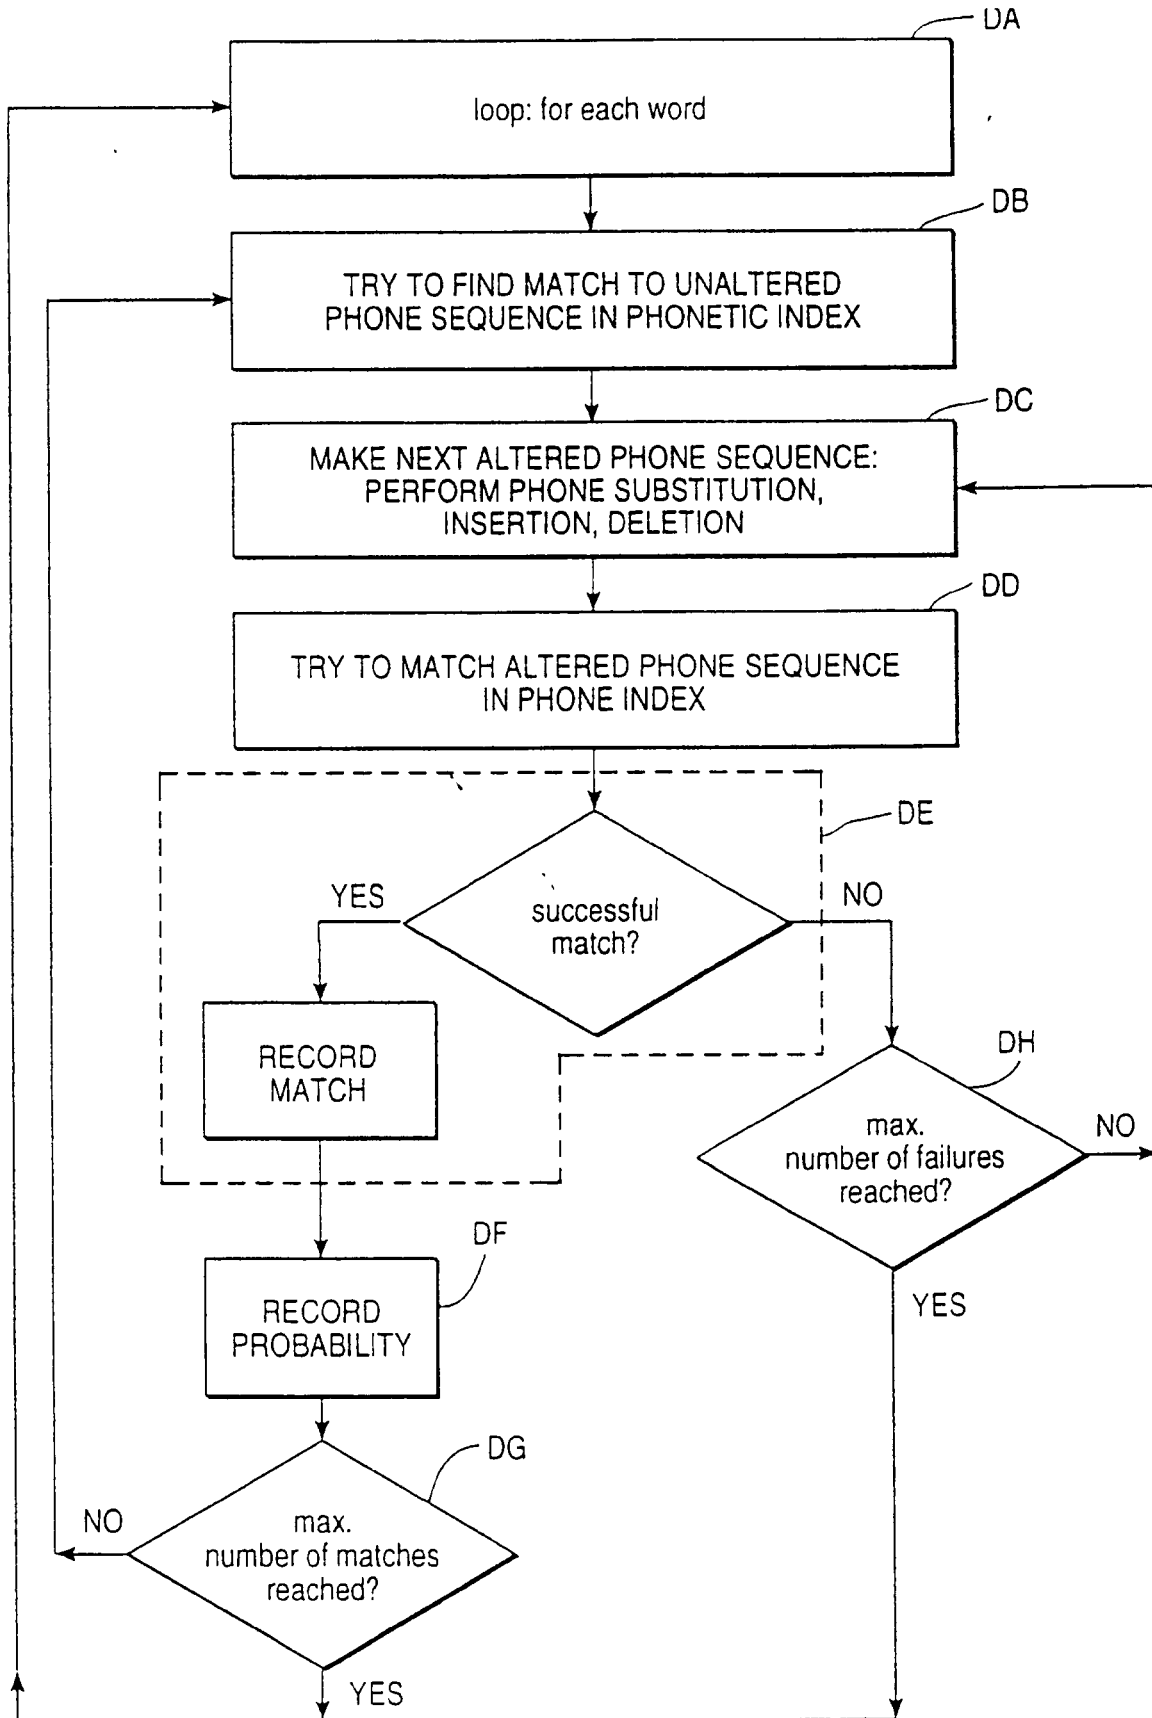 DA
loop: for each word
DB
TRY TO FIND MATCH TO UNALTERED
PHONE SEQUENCE IN PHONETIC INDEX
DC
MAKE NEXT ALTERED PHONE SEQUENCE:
PERFORM PHONE SUBSTITUTION,
INSERTION, DELETION
DD
TRY TO MATCH ALTERED PHONE SEQUENCE
IN PHONE INDEX
DE
YES
successful
match?
NO
RECORD
MATCH
DH
max.
number of failures
reached?
NO
DF
YES
RECORD
PROBABILITY
DG
NO
max.
number of matches
reached?
YES